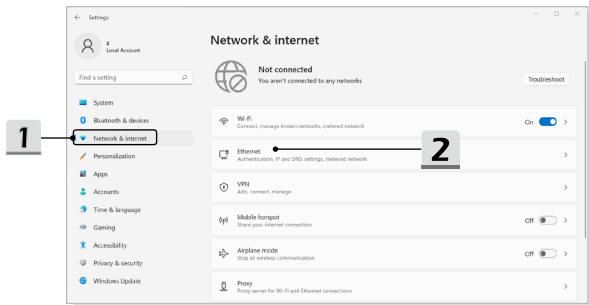 Settings
z
Local Account
Find a setting
System
Bluetooth & devices
1
Network & internet
Personalization
Apps
Accounts
Time & language
Gaming
Accessibility
Privacy & security
Windows Update
Network & internet
Not connected
You aren't connected to any networks
Troubleshoot
Wi-Fi
Connect, manage known networks, metered network
On
Ethernet
Authentication, IP and DNS settings, metered network
2
VPN
Add, connect, manage
Mobile hotspot
Share your internet connection
Off
Airplane mode
Stop all wireless communication
Off
Proxy
Proxy server for Wi-Fi and Ethernet connections